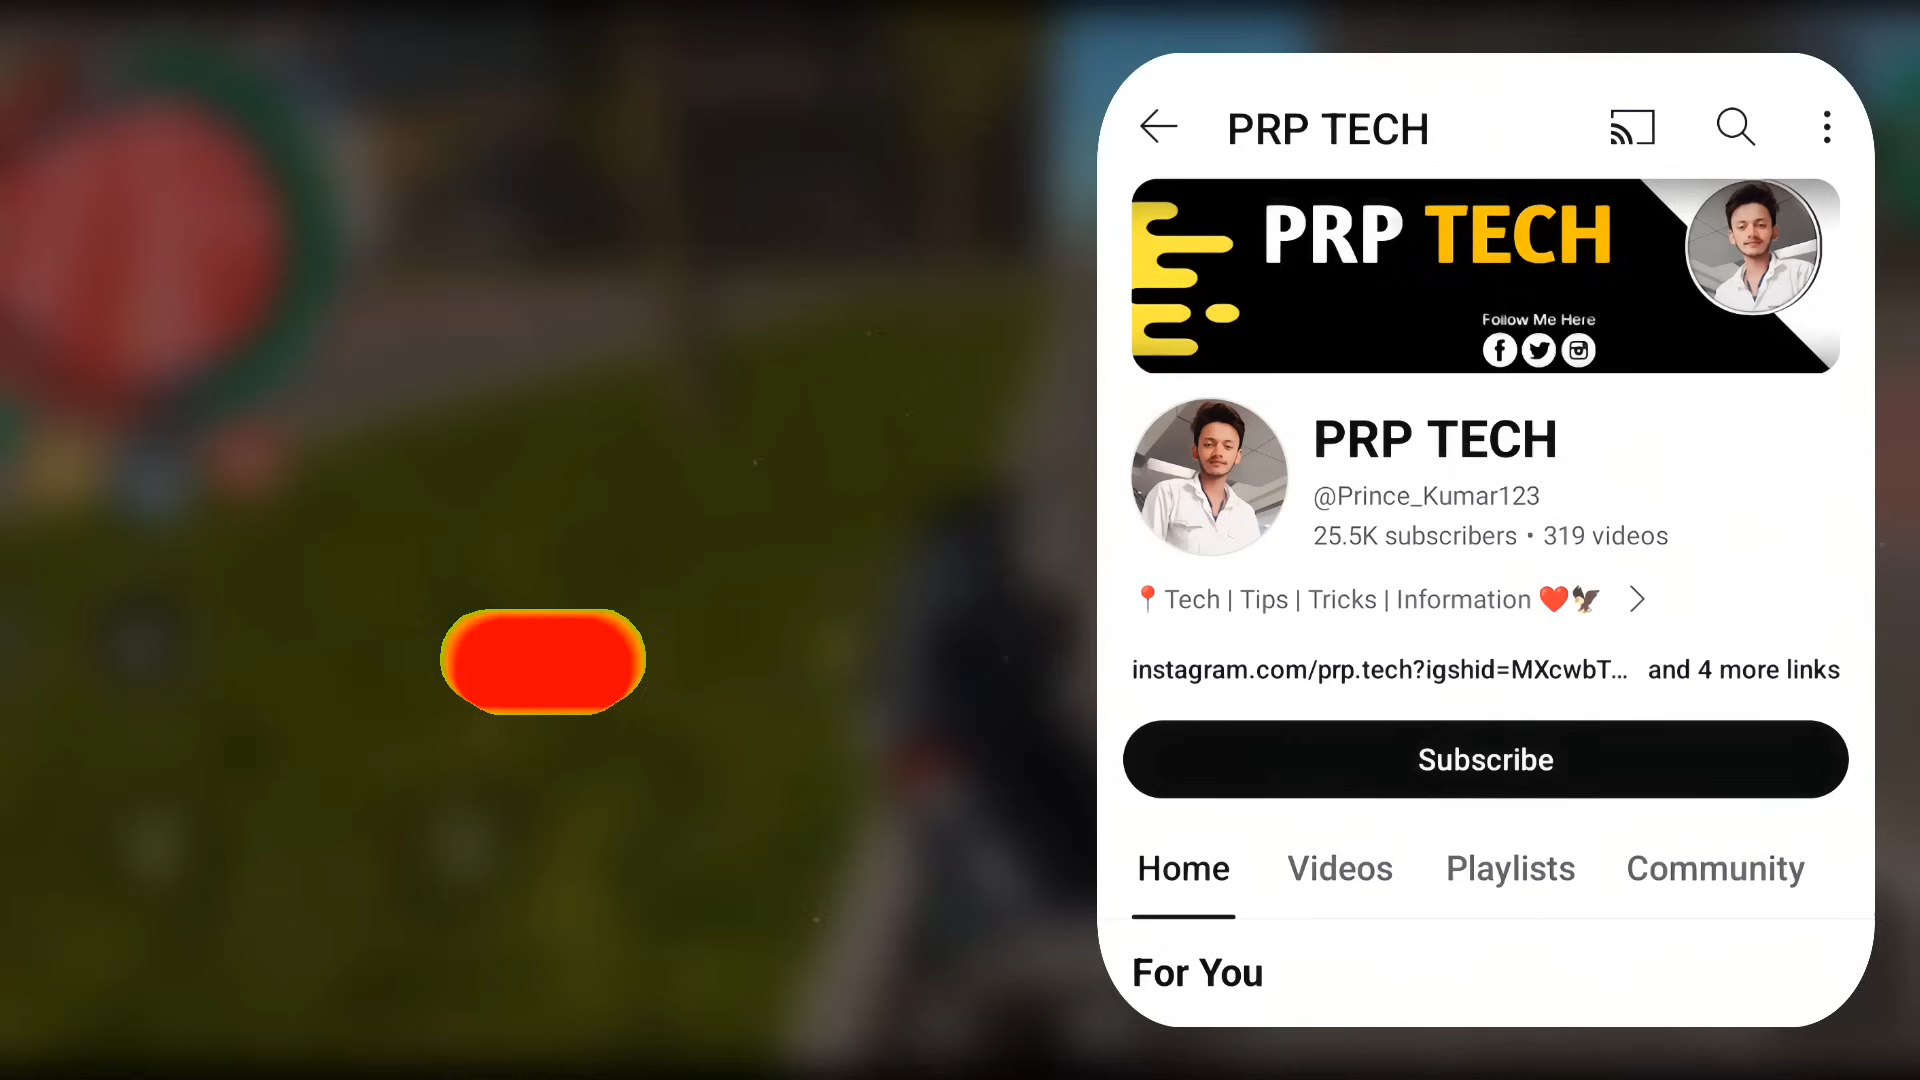 PRP TECH
PRP TECH
Follow Me Here
PRP TECH
@Prince_Kumar123
25.5K subscribers • 319 videos
📍Tech | Tips | Tricks | Information ❤️🦅
instagram.com/prp.tech?igshid=MXcwbT... and 4 more links
Subscribe
Home Videos Playlists Community
For You